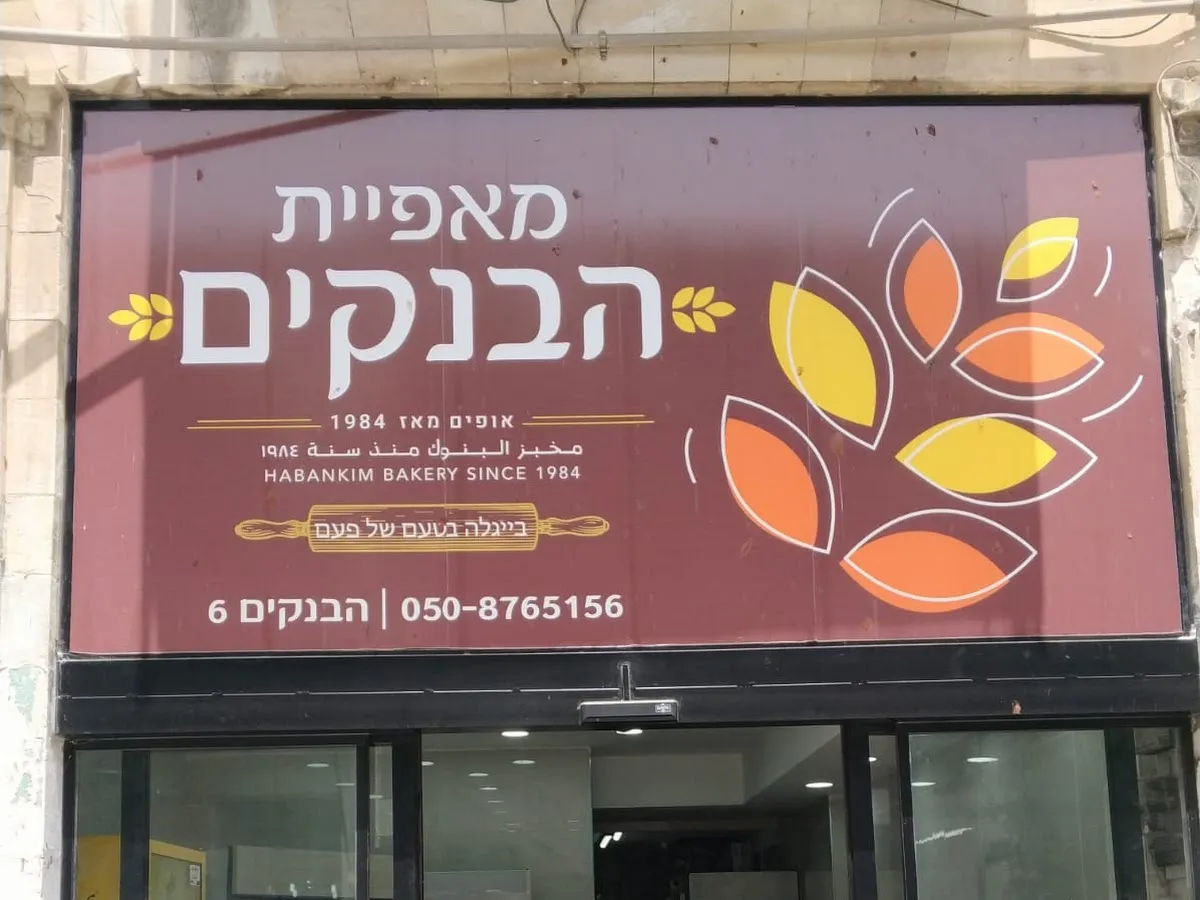 מאפיית
הבנקים
אופים מאז 1984
مخبز البنوك منذ سنة ١٩٨٤
HABANKIM BAKERY SINCE 1984
בייגלה בטעם של פעם
050-8765156 | הבנקים 6